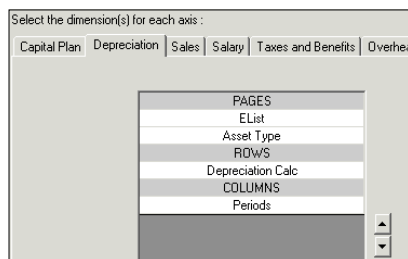 Select the dimension(s) for each axis :
Capital Plan Depreciation Sales Salary Taxes and Benefits
PAGES
EList
Asset Type
ROWS
Depreciation Calc
COLUMNS
Periods